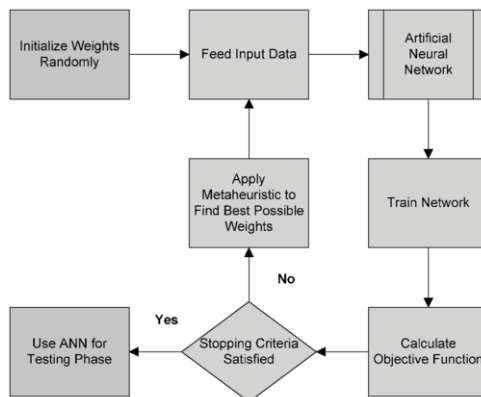 Initialize Weights
Randomly
Feed Input Data
Artificial
Neural
Network
Train Network
Calculate
Objective Function
Stopping Criteria
Satisfied
No
Apply
Metaheuristic to
Find Best Possible
Weights
Yes
Use ANN for
Testing Phase